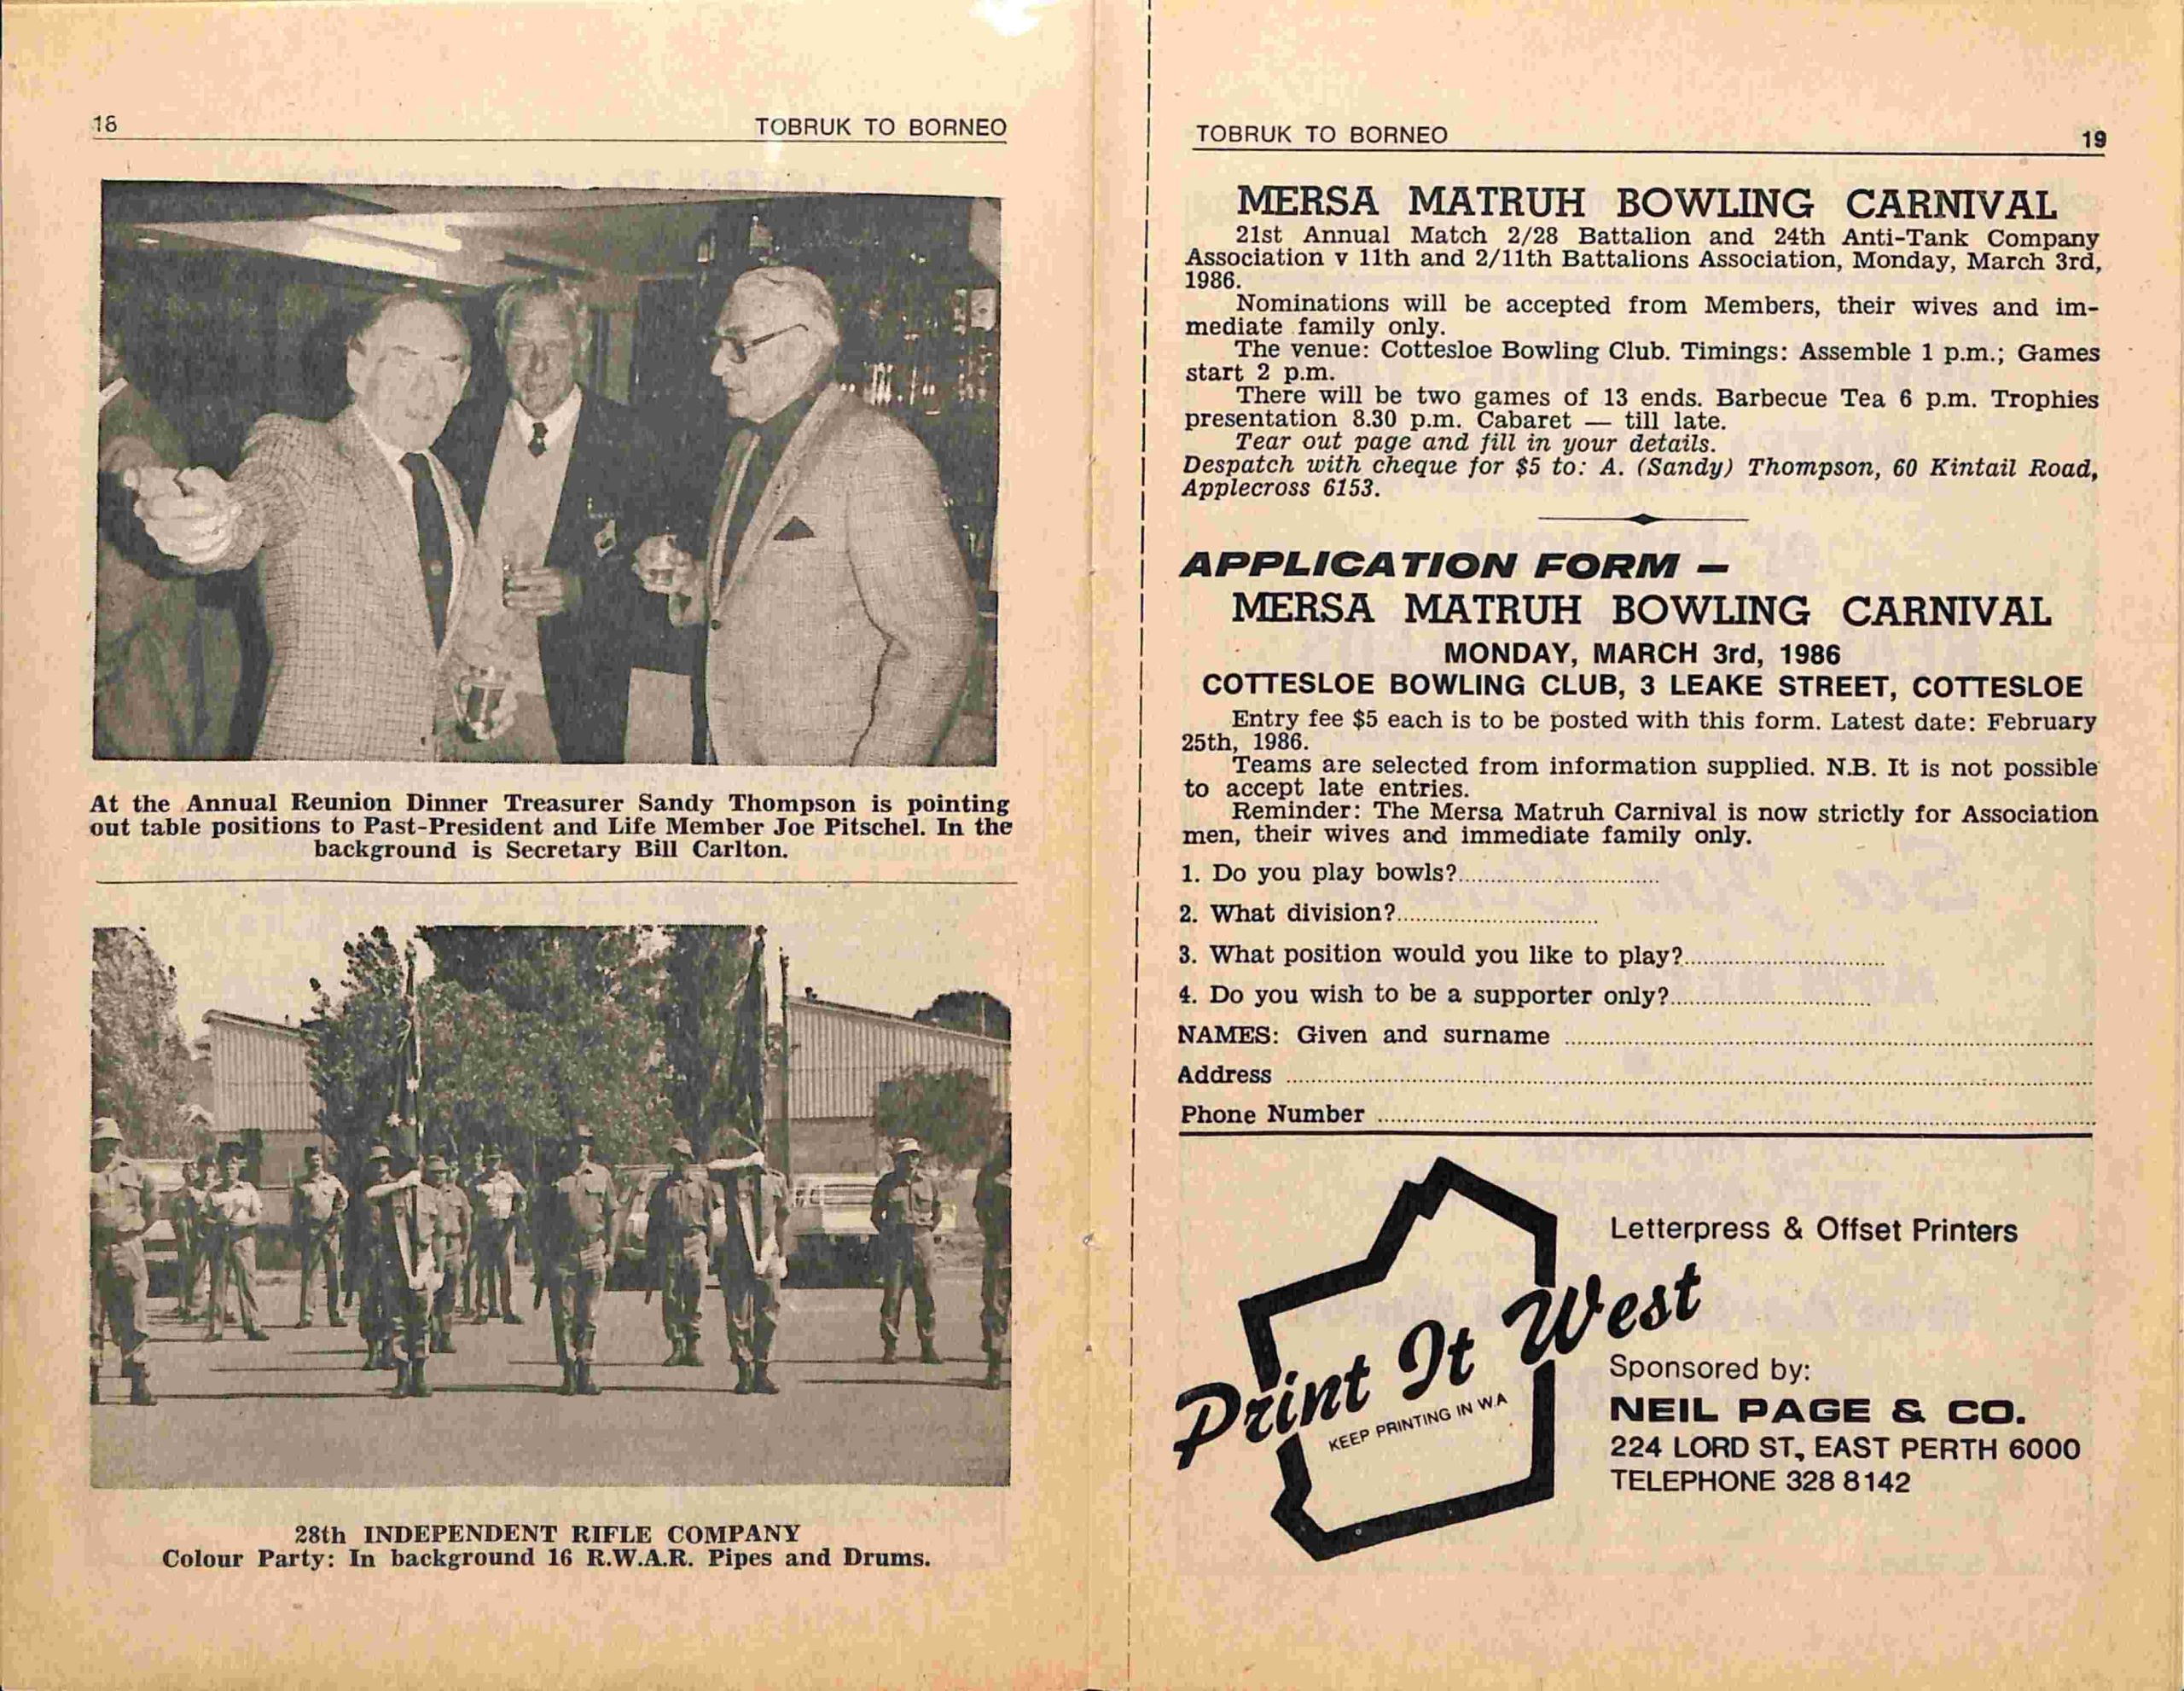 18
TOBRUK TO BORNEO
At the Annual Reunion Dinner Treasurer Sandy Thompson is pointing
out table positions to Past-President and Life Member Joe Pitschel. In the
background is Secretary Bill Carlton.
28th INDEPENDENT RIFLE COMPANY
Colour Party: In background 16 R.W.A.R. Pipes and Drums.
TOBRUK TO BORNEO
19
MERSA MATRUH BOWLING CARNIVAL
21st Annual Match 2/28 Battalion and 24th Anti-Tank Company
Association v 11th and 2/11th Battalions Association, Monday, March 3rd,
1986.
Nominations will be accepted from Members, their wives and im-
mediate family only.
The venue: Cottesloe Bowling Club. Timings: Assemble 1 p.m.; Games
start 2 p.m.
There will be two games of 13 ends. Barbecue Tea 6 p.m. Trophies
presentation 8.30 p.m. Cabaret — till late.
Tear out page and fill in your details.
Despatch with cheque for $5 to: A. (Sandy) Thompson, 60 Kintail Road,
Applecross 6153.
APPLICATION FORM —
MERSA MATRUH BOWLING CARNIVAL
MONDAY, MARCH 3rd, 1986
COTTESLOE BOWLING CLUB, 3 LEAKE STREET, COTTESLOE
Entry fee $5 each is to be posted with this form. Latest date: February
25th, 1986.
Teams are selected from information supplied. N.B. It is not possible
to accept late entries.
Reminder: The Mersa Matruh Carnival is now strictly for Association
men, their wives and immediate family only.
1. Do you play bowls?..............................
2. What division?..............................
3. What position would you like to play?..............................
4. Do you wish to be a supporter only?..............................
NAMES: Given and surname ..............................
Address ..............................
Phone Number ..............................
Letterpress & Offset Printers
Print It West
KEEP PRINTING IN W.A
Sponsored by:
NEIL PAGE & CO.
224 LORD ST., EAST PERTH 6000
TELEPHONE 328 8142